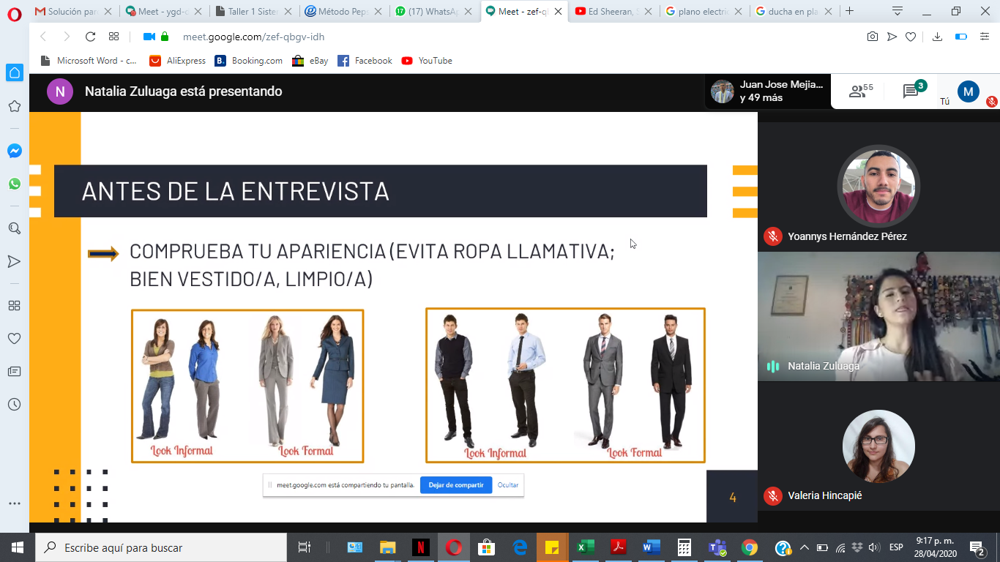 Solución par
Meet - ygd-
Taller 1 Siste
Método Peps
(17) WhatsA
Meet - zef-q
Ed Sheeran,
plano electri
ducha en pla
meet.google.com/zef-qbgv-idh
Microsoft Word - c...
AliExpress
Booking.com
eBay
Facebook
YouTube
N
Natalia Zuluaga está presentando
Juan Jose Mejia...
y 49 más
55
3
Tú
M
ANTES DE LA ENTREVISTA
COMPRUEBA TU APARIENCIA (EVITA ROPA LLAMATIVA;
BIEN VESTIDO/A, LIMPIO/A)
Look Informal
Look Formal
Look Informal
Look Formal
meet.google.com está compartiendo tu pantalla.
Dejar de compartir
Ocultar
4
Yoannys Hernández Pérez
Natalia Zuluaga
Valeria Hincapié
Escribe aquí para buscar
ESP
9:17 p. m.
28/04/2020
2